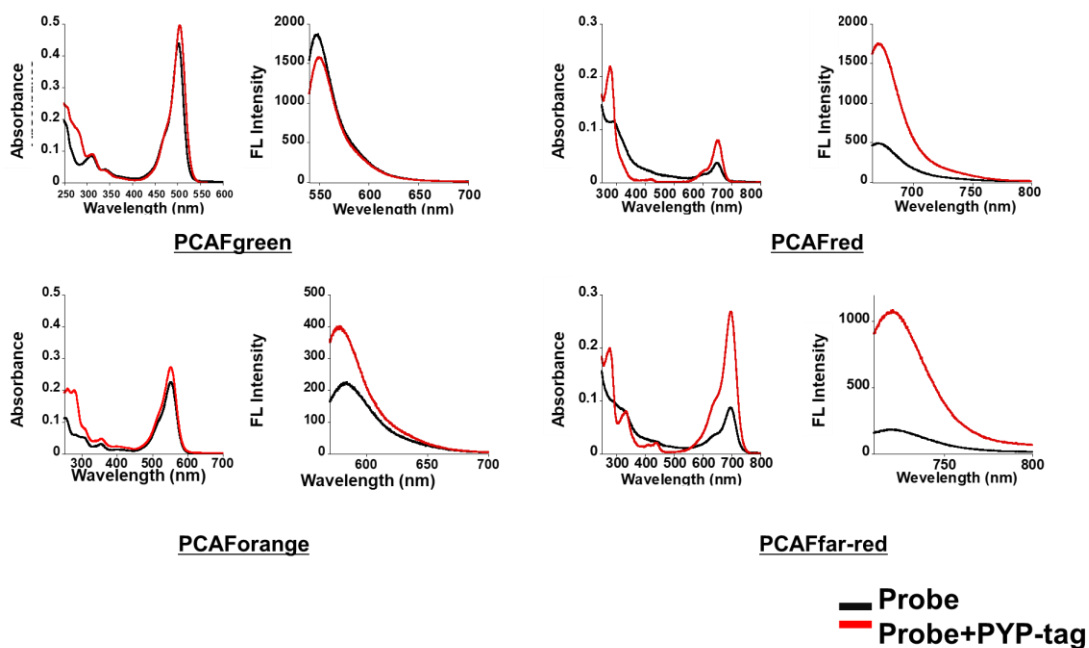 0.5
0.4
0.3
0.2
0.1
0
Absorbance
250 300 350 400 450 500 550 600
Wavelength (nm)
2000
1500
1000
500
0
FL Intensity
550 600 650 700
Wavelength (nm)
PCAFgreen
0.3
0.2
0.1
0
Absorbance
300 400 500 600 700 800
Wavelength (nm)
2000
1500
1000
500
0
FL Intensity
700 750 800
Wavelength (nm)
PCAFred
0.5
0.4
0.3
0.2
0.1
0
Absorbance
300 400 500 600 700
Wavelength (nm)
500
400
300
200
100
0
FL Intensity
600 650 700
Wavelength (nm)
PCAForange
0.3
0.2
0.1
0
Absorbance
300 400 500 600 700 800
Wavelength (nm)
1000
500
0
FL Intensity
750 800
Wevelength (nm)
PCAFfar-red
Probe
Probe+PYP-tag